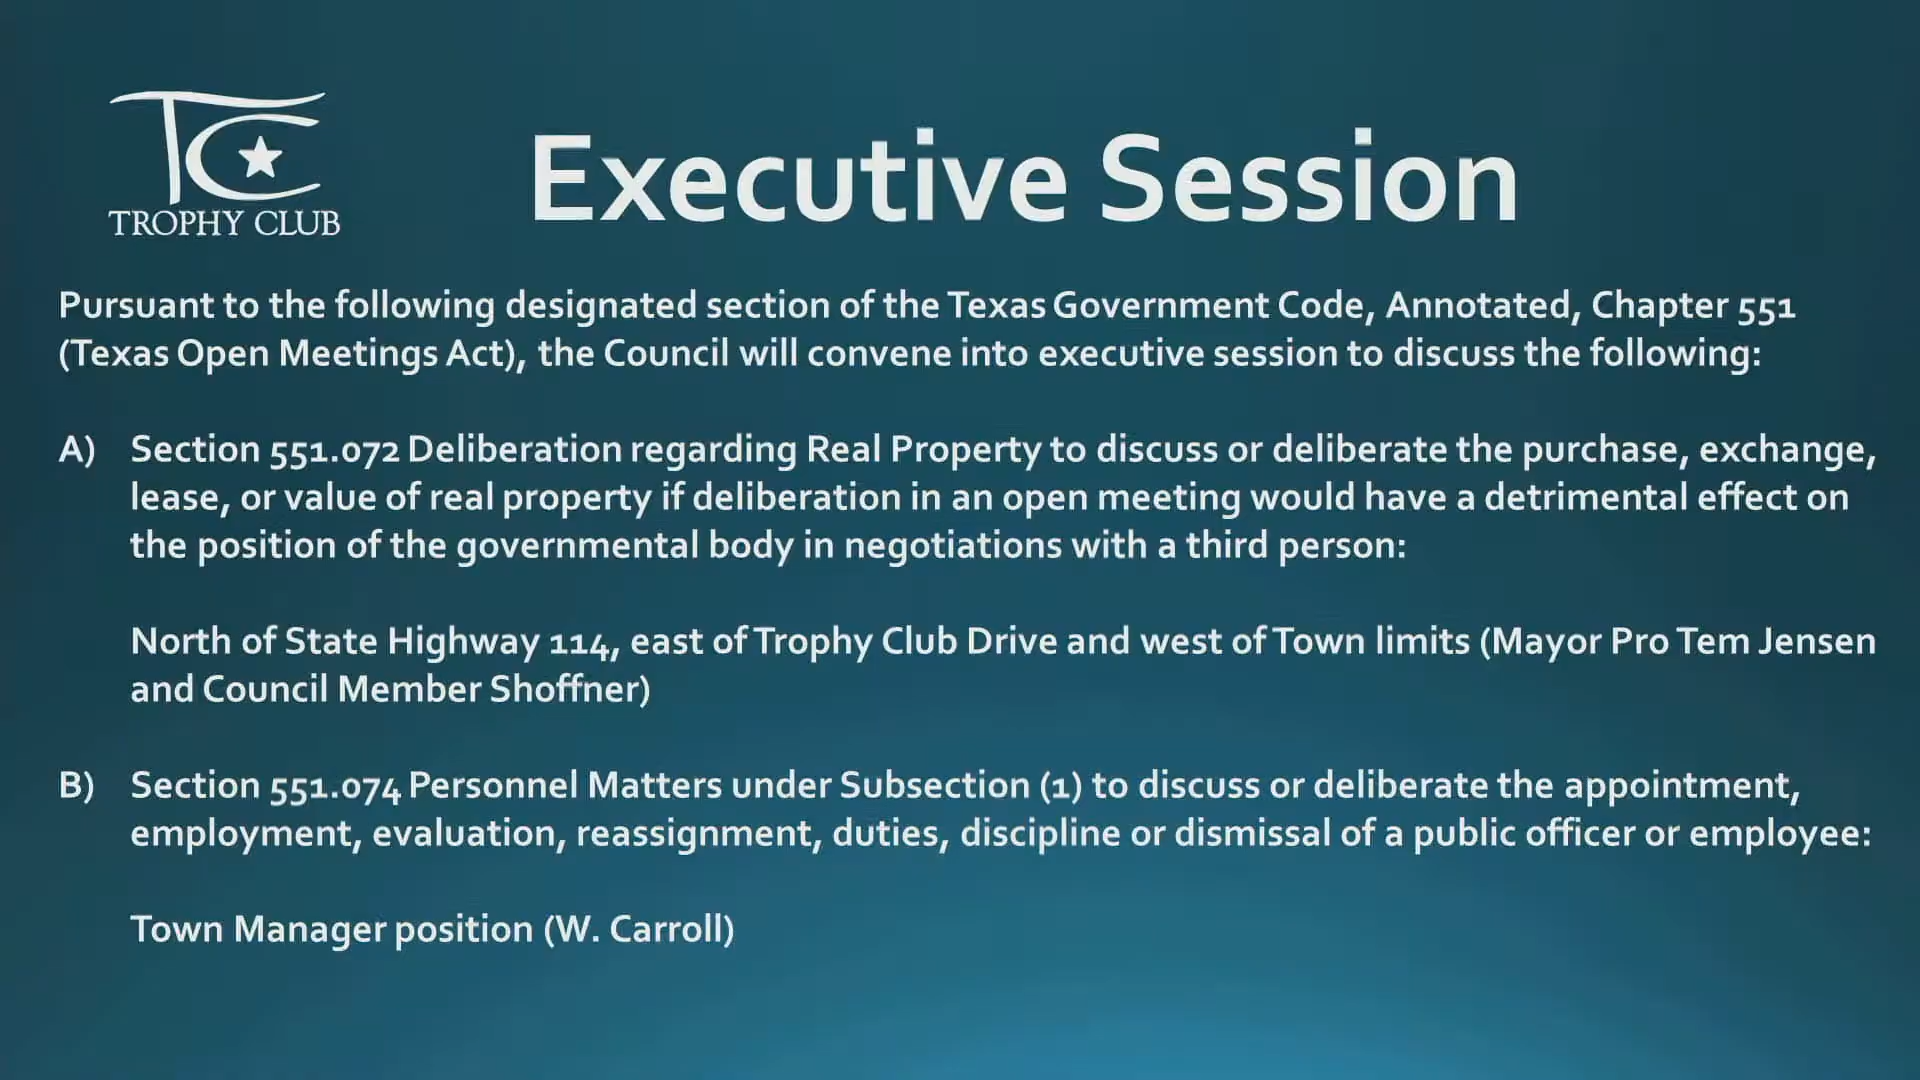 TC
TROPHY CLUB
Executive Session
Pursuant to the following designated section of the Texas Government Code, Annotated, Chapter 551
(Texas Open Meetings Act), the Council will convene into executive session to discuss the following:
A) Section 551.072 Deliberation regarding Real Property to discuss or deliberate the purchase, exchange,
lease, or value of real property if deliberation in an open meeting would have a detrimental effect on
the position of the governmental body in negotiations with a third person:
North of State Highway 114, east of Trophy Club Drive and west of Town limits (Mayor Pro Tem Jensen
and Council Member Shoffner)
B) Section 551.074 Personnel Matters under Subsection (1) to discuss or deliberate the appointment,
employment, evaluation, reassignment, duties, discipline or dismissal of a public officer or employee:
Town Manager position (W. Carroll)